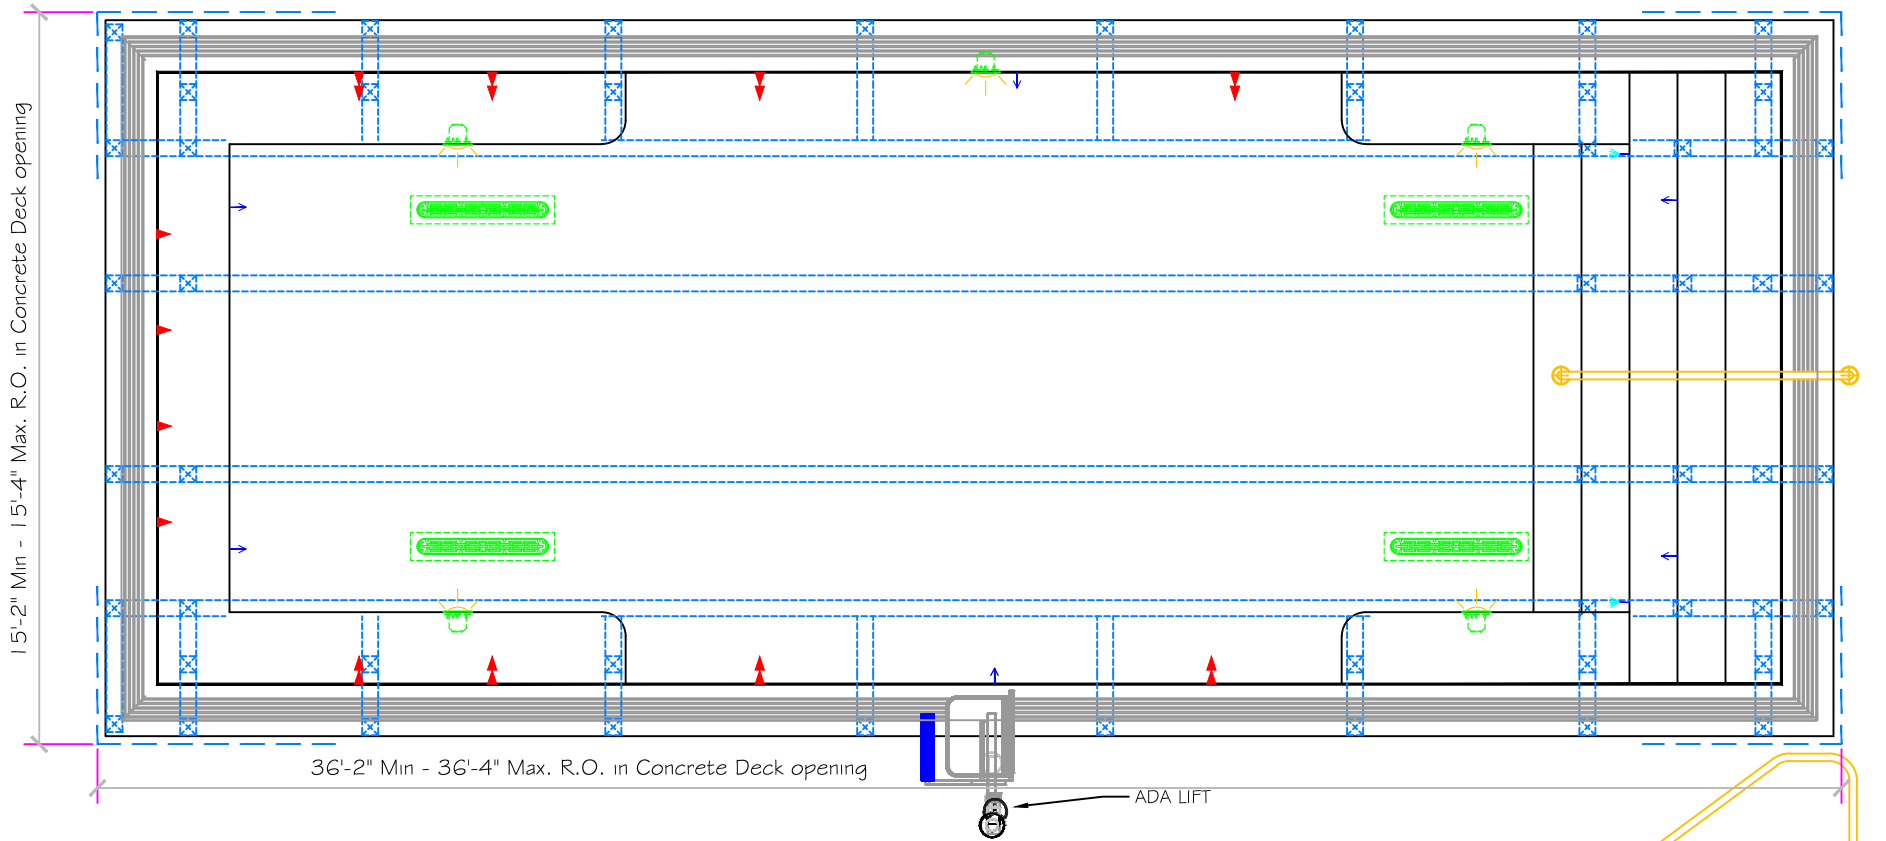 15'-2" Min - 15'-4" Max. R.O. in Concrete Deck opening
36'-2" Min - 36'-4" Max. R.O. in Concrete Deck opening
ADA LIFT